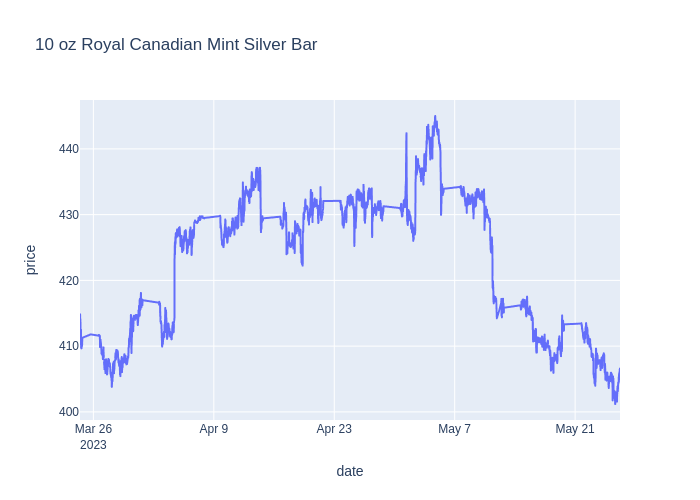 10 oz Royal Canadian Mint Silver Bar
440
430
420
410
400
price
Mar 26
2023
Apr 9
Apr 23
May 7
May 21
date